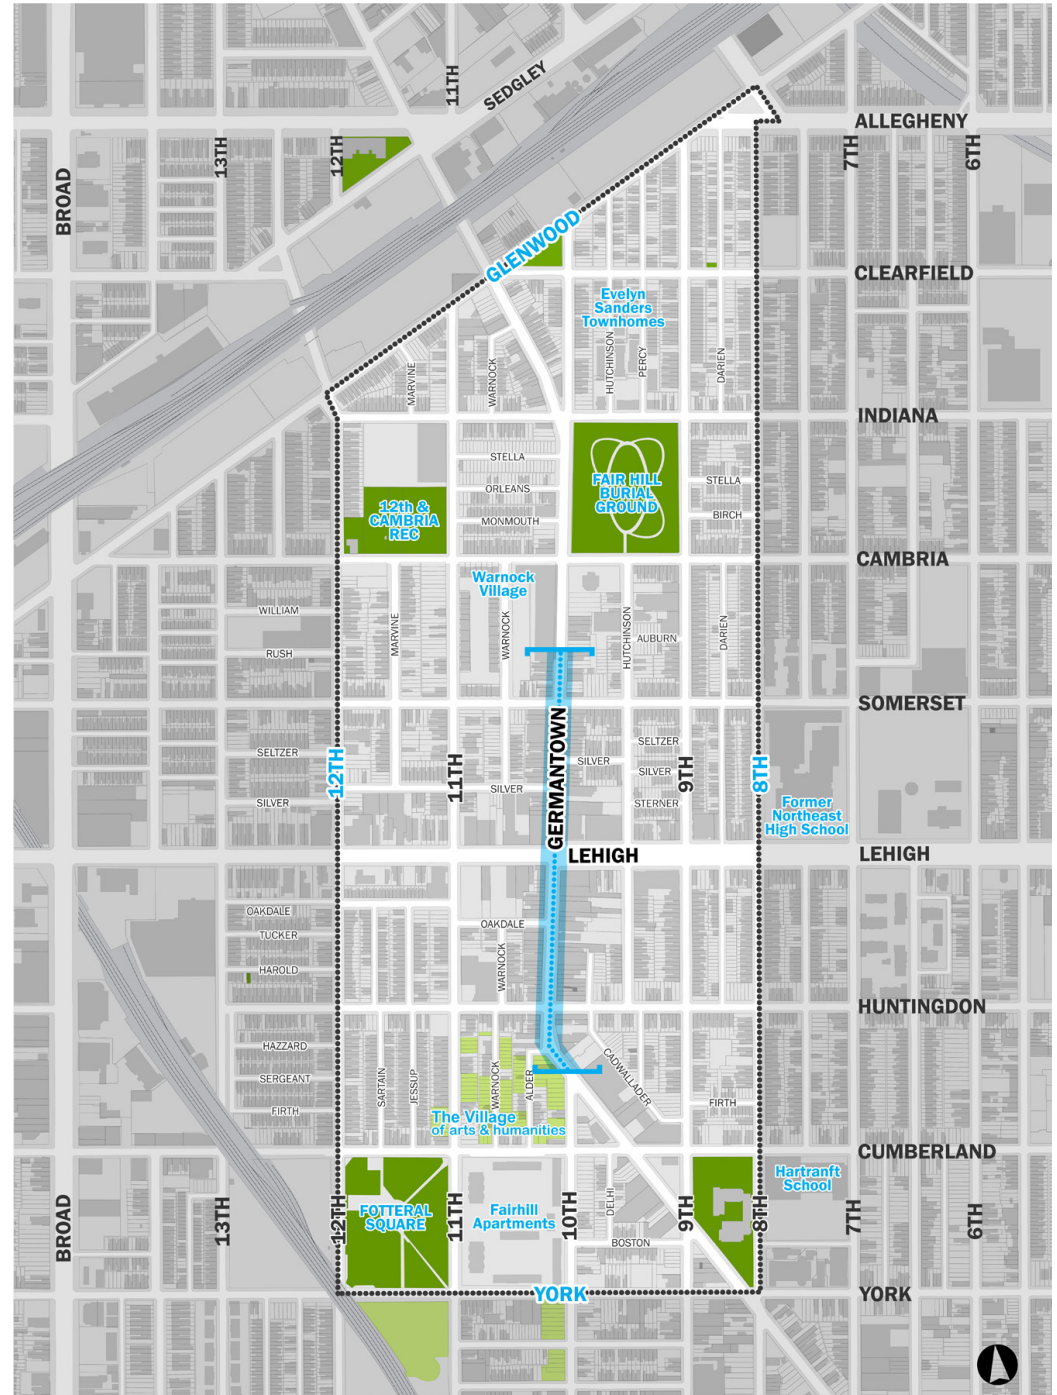 11TH
SEDGLEY
ALLEGHENY
13TH
12TH
7TH
6TH
BROAD
GLENWOOD
CLEARFIELD
Evelyn
Sanders
Townhomes
MARVINE
WARNOCK
HUTCHINSON
PERCY
DARIEN
INDIANA
STELLA
ORLEANS
MONMOUTH
12th &
CAMBRIA
REC
FAIR HILL
BURIAL
GROUND
STELLA
BIRCH
CAMBRIA
Warnock
Village
WILLIAM
RUSH
MARVINE
WARNOCK
HUTCHINSON
AUBURN
DARIEN
SOMERSET
SELTZER
SILVER
12TH
11TH
SILVER
GERMANTOWN
SILVER
SELTZER
SILVER
STERNER
9TH
8TH
Former
Northeast
High School
LEHIGH
LEHIGH
OAKDALE
TUCKER
HAROLD
OAKDALE
WARNOCK
HUNTINGDON
HAZZARD
SERGEANT
FIRTH
SARTAIN
JESSUP
WARNOCK
ALDER
CADWALLADER
FIRTH
The Village
of arts & humanities
CUMBERLAND
BROAD
13TH
12TH
FOTTERAL
SQUARE
11TH
Fairhill
Apartments
10TH
DELHI
BOSTON
9TH
8TH
Hartranft
School
7TH
6TH
YORK
YORK